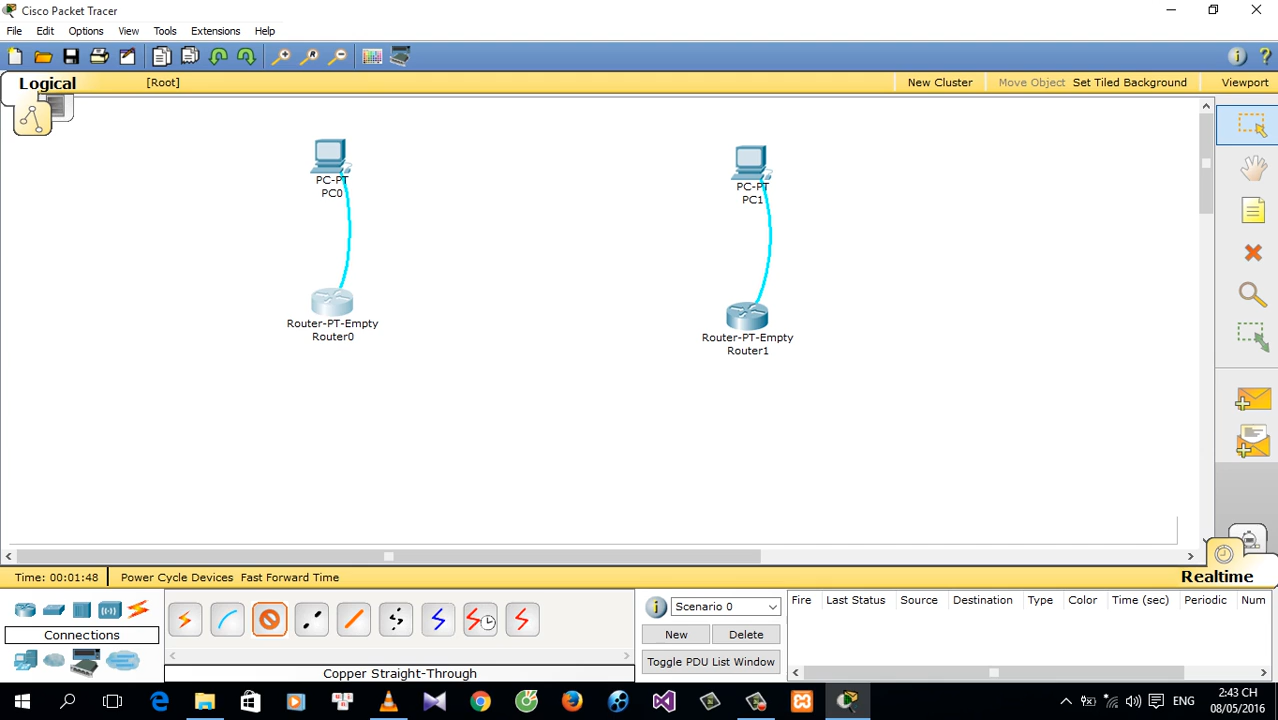 Cisco Packet Tracer
File Edit Options View Tools Extensions Help
Logical [Root] New Cluster Move Object Set Tiled Background Viewport
PC-PT
PC0
PC-PT
PC1
Router-PT-Empty
Router0
Router-PT-Empty
Router1
Time: 00:01:48 Power Cycle Devices Fast Forward Time Realtime
Connections
Copper Straight-Through
Scenario 0
New Delete
Toggle PDU List Window
Fire Last Status Source Destination Type Color Time (sec) Periodic Num
ENG
2:43 CH
08/05/2016